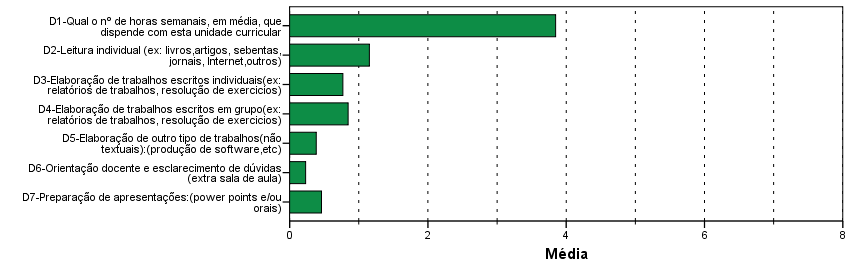 D1-Qual o nº de horas semanais, em média, que
dispende com esta unidade curricular
D2-Leitura individual (ex: livros,artigos, sebentas,
jornais, Internet,outros)
D3-Elaboração de trabalhos escritos individuais(ex:
relatórios de trabalhos, resolução de exercicios)
D4-Elaboração de trabalhos escritos em grupo(ex:
relatórios de trabalhos, resolução de exercicios)
D5-Elaboração de outro tipo de trabalhos(não
textuais):(produção de software,etc)
D6-Orientação docente e esclarecimento de dúvidas
(extra sala de aula)
D7-Preparação de apresentações:(power points e/ou
orais)
0 2 4 6 8
Média